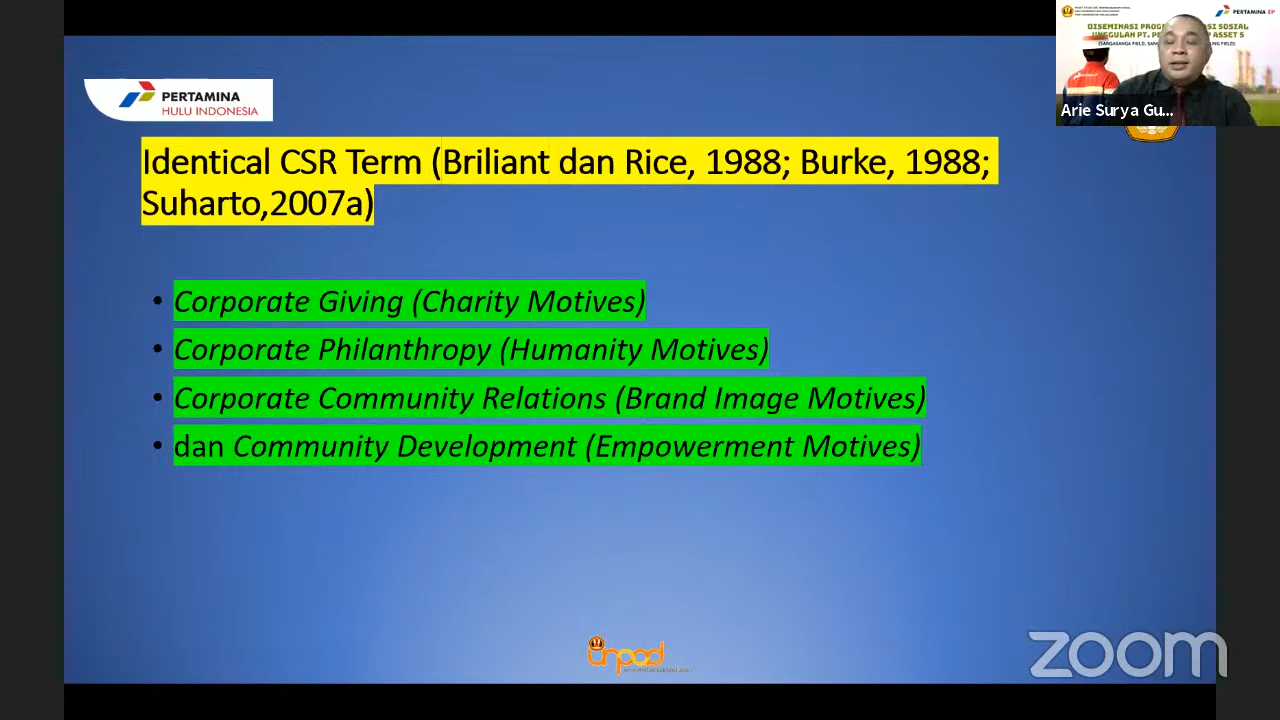 PERTAMINA
HULU INDONESIA
PERTAMINA EP
Arie Surya Gu...
Identical CSR Term (Briliant dan Rice, 1988; Burke, 1988;
Suharto,2007a)
• Corporate Giving (Charity Motives)
• Corporate Philanthropy (Humanity Motives)
• Corporate Community Relations (Brand Image Motives)
• dan Community Development (Empowerment Motives)
unpad
zoom